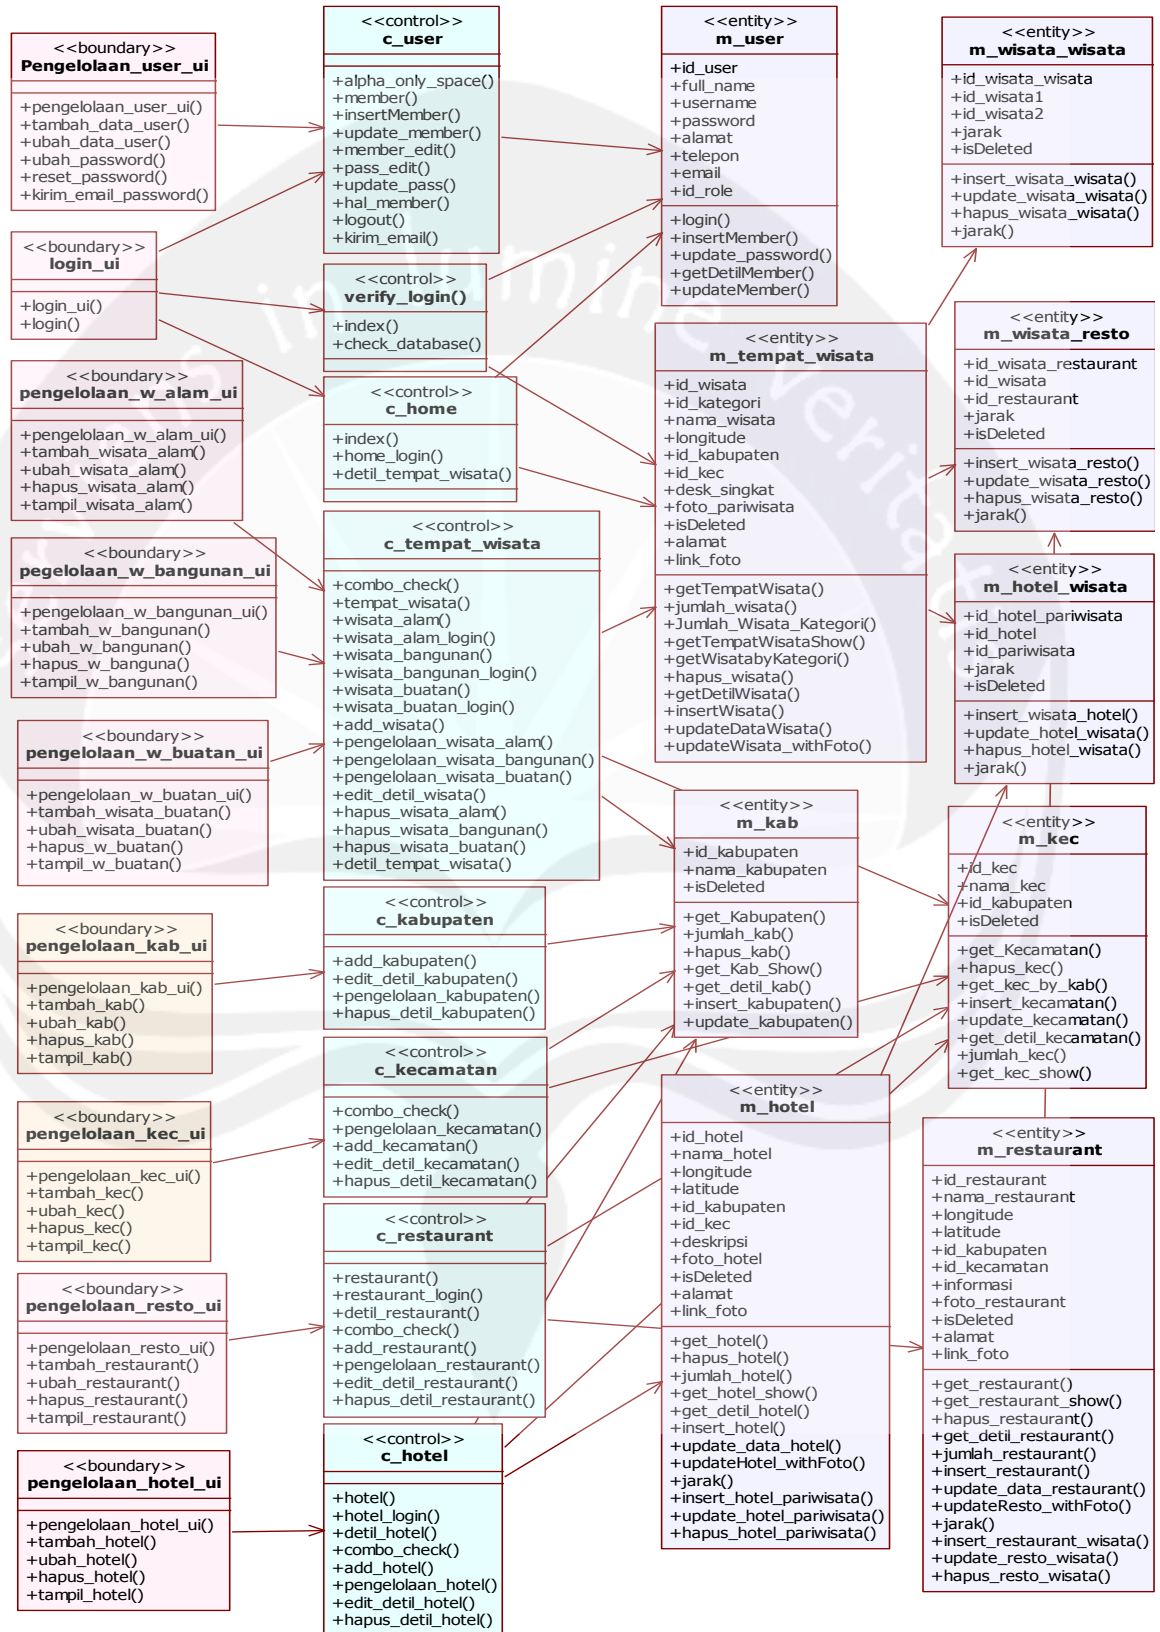 <<boundary>>
Pengelolaan_user_ui
+pengelolaan_user_ui()
+tambah_data_user()
+ubah_data_user()
+ubah_password()
+reset_password()
+kirim_email_password()
<<boundary>>
login_ui
+login_ui()
+login()
<<boundary>>
pengelolaan_w_alam_ui
+pengelolaan_w_alam_ui()
+tambah_wisata_alam()
+ubah_wisata_alam()
+hapus_wisata_alam()
+tampil_wisata_alam()
<<boundary>>
pegelolaan_w_bangunan_ui
+pengelolaan_w_bangunan_ui()
+tambah_w_bangunan()
+ubah_w_bangunan()
+hapus_w_banguna()
+tampil_w_bangunan()
<<boundary>>
pengelolaan_w_buatan_ui
+pengelolaan_w_buatan_ui()
+tambah_wisata_buatan()
+ubah_wisata_buatan()
+hapus_w_buatan()
+tampil_w_buatan()
<<boundary>>
pengelolaan_kab_ui
+pengelolaan_kab_ui()
+tambah_kab()
+ubah_kab()
+hapus_kab()
+tampil_kab()
<<boundary>>
pengelolaan_kec_ui
+pengelolaan_kec_ui()
+tambah_kec()
+ubah_kec()
+hapus_kec()
+tampil_kec()
<<boundary>>
pengelolaan_resto_ui
+pengelolaan_resto_ui()
+tambah_restaurant()
+ubah_restaurant()
+hapus_restaurant()
+tampil_restaurant()
<<boundary>>
pengelolaan_hotel_ui
+pengelolaan_hotel_ui()
+tambah_hotel()
+ubah_hotel()
+hapus_hotel()
+tampil_hotel()
<<control>>
c_user
+alpha_only_space()
+member()
+insertMember()
+update_member()
+member_edit()
+pass_edit()
+update_pass()
+hal_member()
+logout()
+kirim_email()
<<control>>
verify_login()
+index()
+check_database()
<<control>>
c_home
+index()
+home_login()
+detil_tempat_wisata()
<<control>>
c_tempat_wisata
+combo_check()
+tempat_wisata()
+wisata_alam()
+wisata_alam_login()
+wisata_bangunan()
+wisata_bangunan_login()
+wisata_buatan()
+wisata_buatan_login()
+add_wisata()
+pengelolaan_wisata_alam()
+pengelolaan_wisata_bangunan()
+pengelolaan_wisata_buatan()
+edit_detil_wisata()
+hapus_wisata_alam()
+hapus_wisata_bangunan()
+hapus_wisata_buatan()
+detil_tempat_wisata()
<<control>>
c_kabupaten
+add_kabupaten()
+edit_detil_kabupaten()
+pengelolaan_kabupaten()
+hapus_detil_kabupaten()
<<control>>
c_kecamatan
+combo_check()
+pengelolaan_kecamatan()
+add_kecamatan()
+edit_detil_kecamatan()
+hapus_detil_kecamatan()
<<control>>
c_restaurant
+restaurant()
+restaurant_login()
+detil_restaurant()
+combo_check()
+add_restaurant()
+pengelolaan_restaurant()
+edit_detil_restaurant()
+hapus_detil_restaurant()
<<control>>
c_hotel
+hotel()
+hotel_login()
+detil_hotel()
+combo_check()
+add_hotel()
+pengelolaan_hotel()
+edit_detil_hotel()
+hapus_detil_hotel()
<<entity>>
m_user
+id_user
+full_name
+username
+password
+alamat
+telepon
+email
+id_role
+login()
+insertMember()
+update_password()
+getDetilMember()
+updateMember()
<<entity>>
m_tempat_wisata
+id_wisata
+id_kategori
+nama_wisata
+longitude
+id_kabupaten
+id_kec
+desk_singkat
+foto_pariwisata
+isDeleted
+alamat
+link_foto
+getTempatWisata()
+jumlah_wisata()
+Jumlah_Wisata_Kategori()
+getTempatWisataShow()
+getWisatabyKategori()
+hapus_wisata()
+getDetilWisata()
+insertWisata()
+updateDataWisata()
+updateWisata_withFoto()
<<entity>>
m_kab
+id_kabupaten
+nama_kabupaten
+isDeleted
+get_Kabupaten()
+jumlah_kab()
+hapus_kab()
+get_Kab_Show()
+get_detil_kab()
+insert_kabupaten()
+update_kabupaten()
<<entity>>
m_hotel
+id_hotel
+nama_hotel
+longitude
+latitude
+id_kabupaten
+id_kec
+deskripsi
+foto_hotel
+isDeleted
+alamat
+link_foto
+get_hotel()
+hapus_hotel()
+jumlah_hotel()
+get_hotel_show()
+get_detil_hotel()
+insert_hotel()
+update_data_hotel()
+updateHotel_withFoto()
+jarak()
+insert_hotel_pariwisata()
+update_hotel_pariwisata()
+hapus_hotel_pariwisata()
<<entity>>
m_wisata_wisata
+id_wisata_wisata
+id_wisata1
+id_wisata2
+jarak
+isDeleted
+insert_wisata_wisata()
+update_wisata_wisata()
+hapus_wisata_wisata()
+jarak()
<<entity>>
m_wisata_resto
+id_wisata_restaurant
+id_wisata
+id_restaurant
+jarak
+isDeleted
+insert_wisata_resto()
+update_wisata_resto()
+hapus_wisata_resto()
+jarak()
<<entity>>
m_hotel_wisata
+id_hotel_pariwisata
+id_hotel
+id_pariwisata
+jarak
+isDeleted
+insert_wisata_hotel()
+update_hotel_wisata()
+hapus_hotel_wisata()
+jarak()
<<entity>>
m_kec
+id_kec
+nama_kec
+id_kabupaten
+isDeleted
+get_Kecamatan()
+hapus_kec()
+get_kec_by_kab()
+insert_kecamatan()
+update_kecamatan()
+get_detil_kecamatan()
+jumlah_kec()
+get_kec_show()
<<entity>>
m_restaurant
+id_restaurant
+nama_restaurant
+longitude
+latitude
+id_kabupaten
+id_kecamatan
+informasi
+foto_restaurant
+isDeleted
+alamat
+link_foto
+get_restaurant()
+get_restaurant_show()
+hapus_restaurant()
+get_detil_restaurant()
+jumlah_restaurant()
+insert_restaurant()
+update_data_restaurant()
+updateResto_withFoto()
+jarak()
+insert_restaurant_wisata()
+update_resto_wisata()
+hapus_resto_wisata()
in lumine veritatis